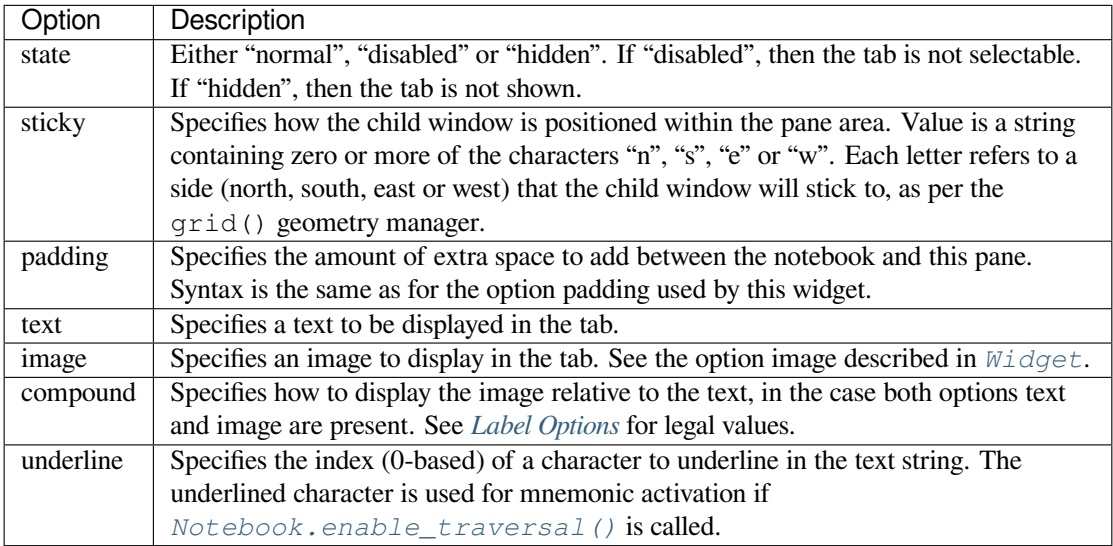 Option Description
state Either “normal”, “disabled” or “hidden”. If “disabled”, then the tab is not selectable.
If “hidden”, then the tab is not shown.
sticky Specifies how the child window is positioned within the pane area. Value is a string
containing zero or more of the characters “n”, “s”, “e” or “w”. Each letter refers to a
side (north, south, east or west) that the child window will stick to, as per the
grid() geometry manager.
padding Specifies the amount of extra space to add between the notebook and this pane.
Syntax is the same as for the option padding used by this widget.
text Specifies a text to be displayed in the tab.
image Specifies an image to display in the tab. See the option image described in Widget.
compound Specifies how to display the image relative to the text, in the case both options text
and image are present. See Label Options for legal values.
underline Specifies the index (0-based) of a character to underline in the text string. The
underlined character is used for mnemonic activation if
Notebook.enable_traversal() is called.